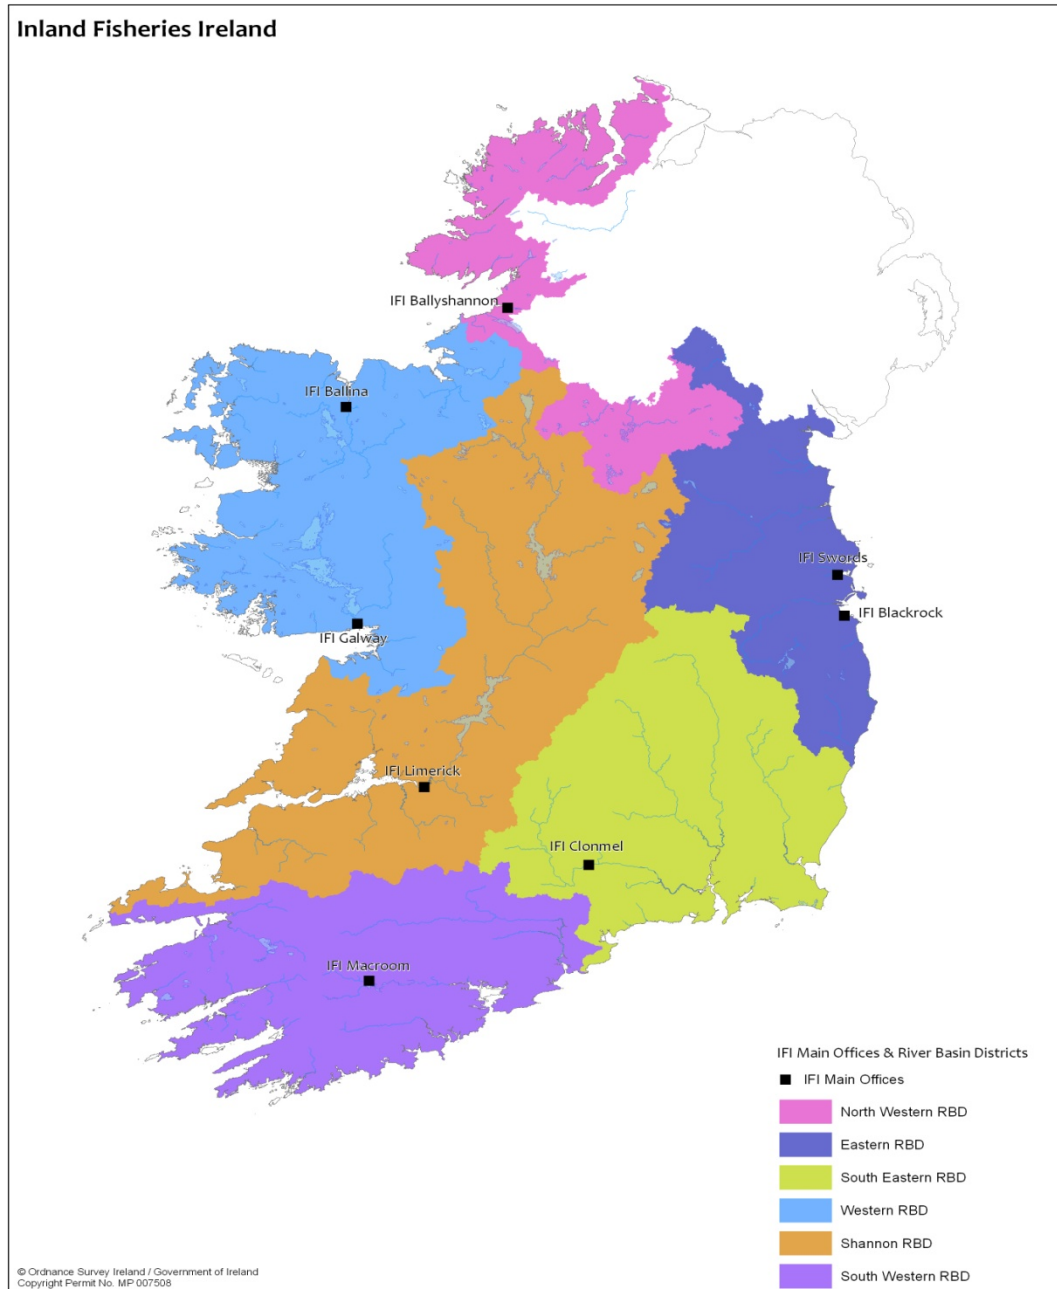 Inland Fisheries Ireland
IFI Ballyshannon
IFI Ballina
IFI Swords
IFI Blackrock
IFI Galway
IFI Limerick
IFI Clonmel
IFI Macroom
IFI Main Offices & River Basin Districts
IFI Main Offices
North Western RBD
Eastern RBD
South Eastern RBD
Western RBD
Shannon RBD
South Western RBD
© Ordnance Survey Ireland / Government of Ireland
Copyright Permit No. MP 007508